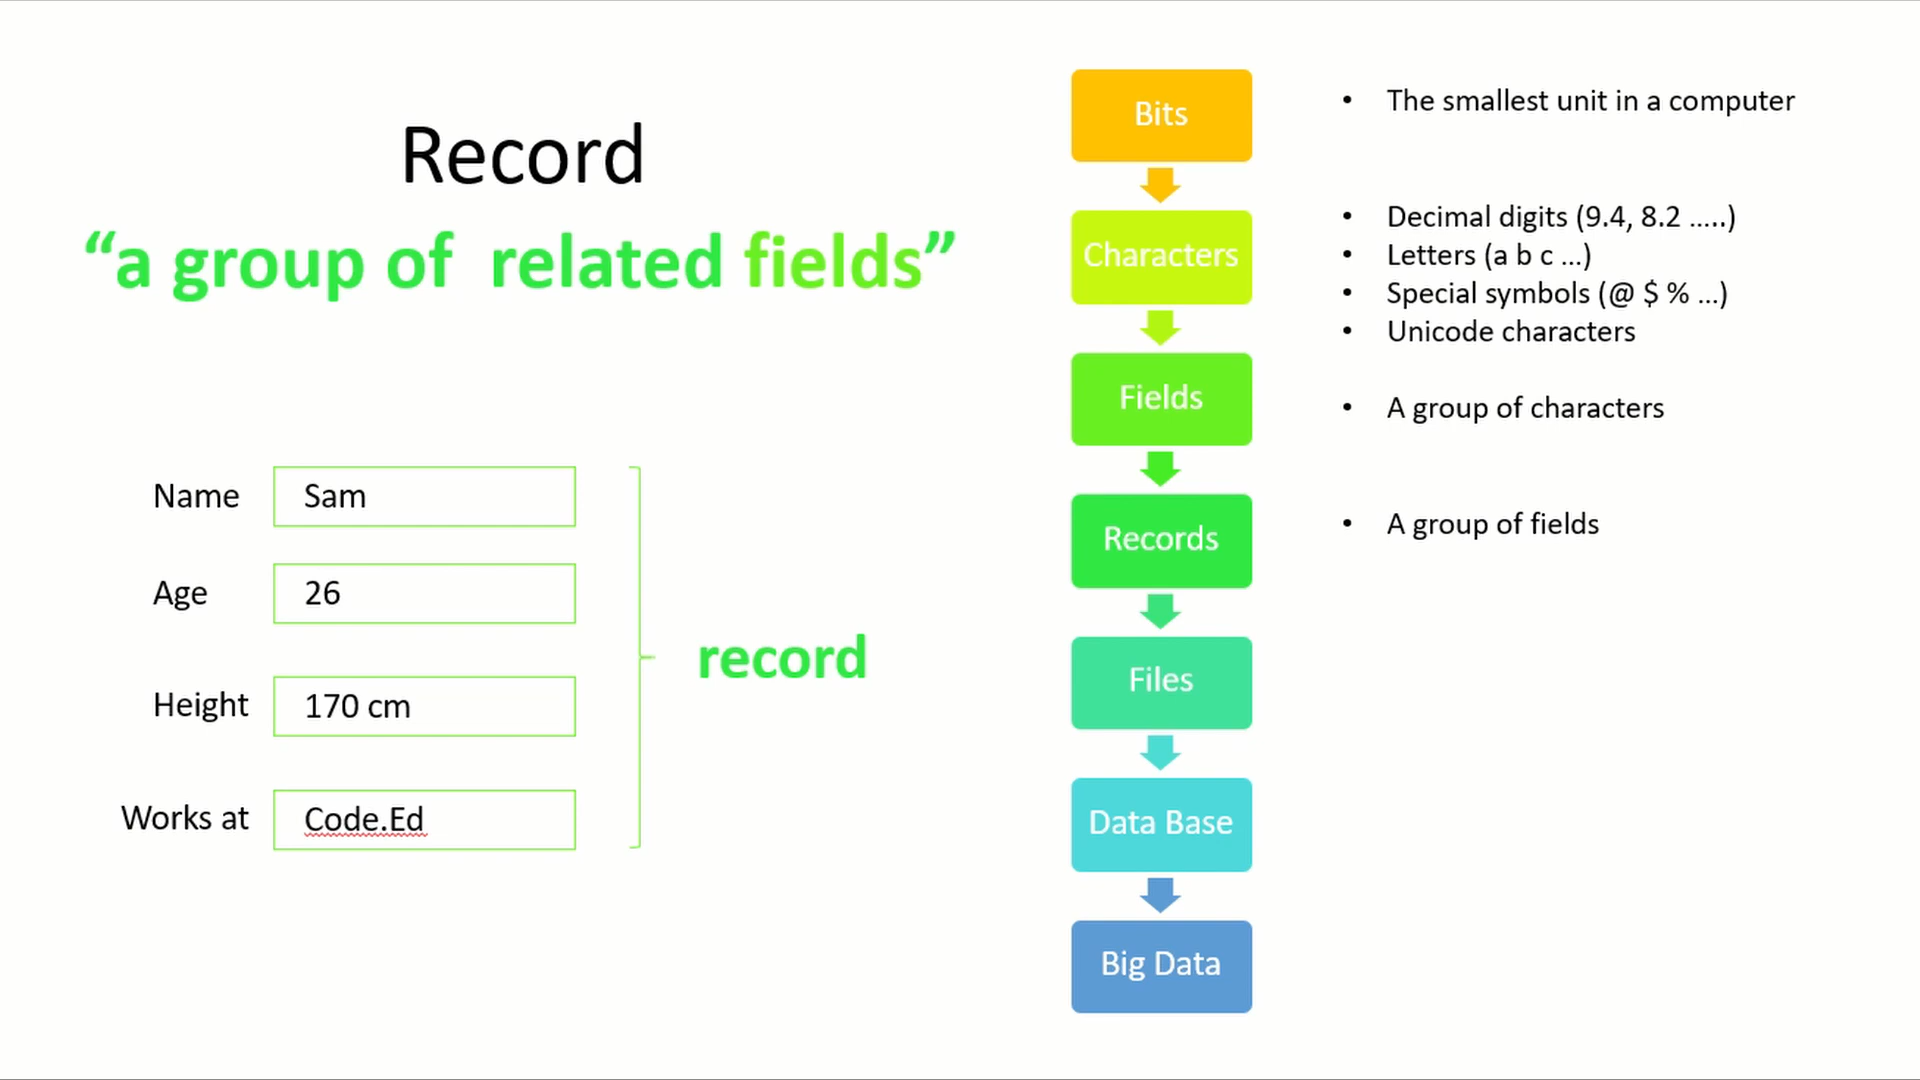 Record
“a group of  related fields”
Name
Sam
Age
26
Height
170 cm
Works at
Code.Ed
record
Bits
• The smallest unit in a computer
Characters
• Decimal digits (9.4, 8.2 .....)
• Letters (a b c ...)
• Special symbols (@ $ % ...)
• Unicode characters
Fields
• A group of characters
Records
• A group of fields
Files
Data Base
Big Data